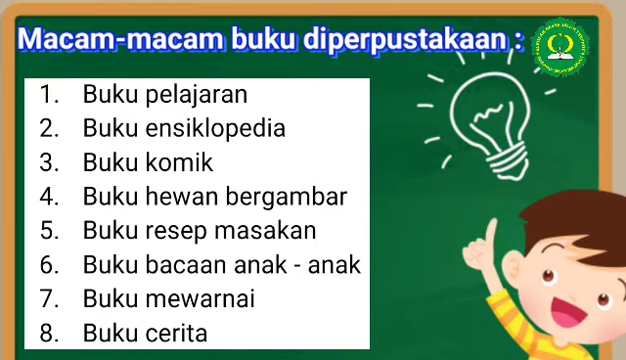 Macam-macam buku diperpustakaan :
1. Buku pelajaran
2. Buku ensiklopedia
3. Buku komik
4. Buku hewan bergambar
5. Buku resep masakan
6. Buku bacaan anak - anak
7. Buku mewarnai
8. Buku cerita